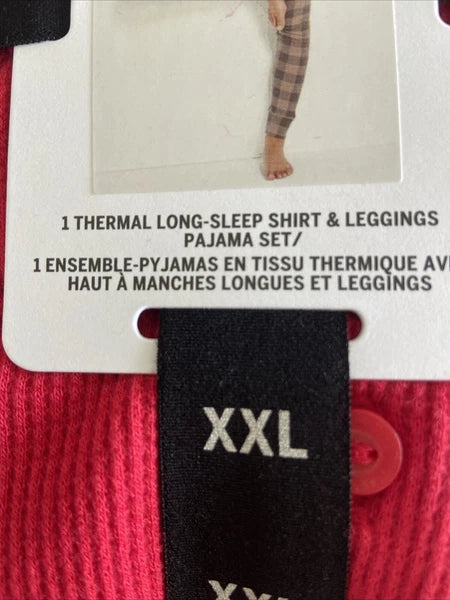 1 THERMAL LONG-SLEEP SHIRT & LEGGINGS
PAJAMA SET/
1 ENSEMBLE-PYJAMAS EN TISSU THERMIQUE AV
HAUT À MANCHES LONGUES ET LEGGINGS
XXL
XXL